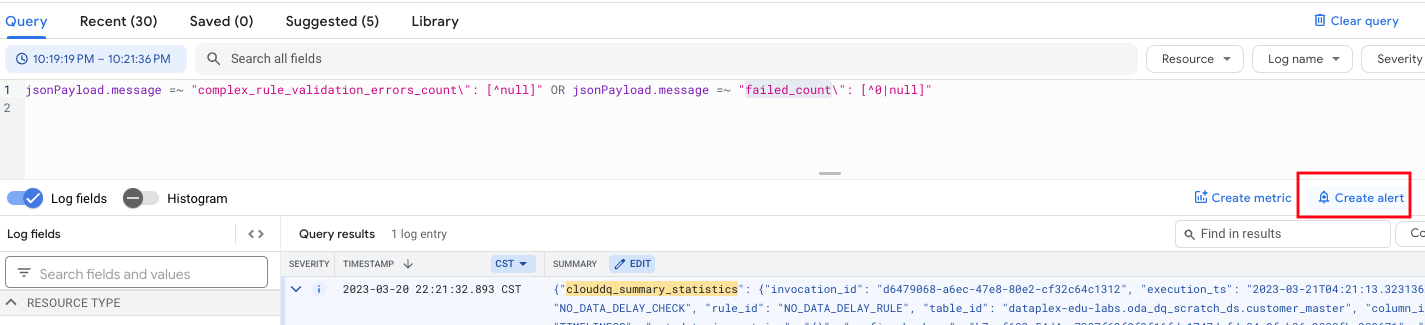 Query Recent (30) Saved (0) Suggested (5) Library Clear query
10:19:19 PM – 10:21:36 PM Search all fields Resource Log name Severity
1 jsonPayload.message =~ "complex_rule_validation_errors_count\": [^null]" OR jsonPayload.message =~ "failed_count\": [^0|null]"
2
Log fields Histogram Create metric Create alert
Log fields <> Query results 1 log entry Find in results Co
Search fields and values SEVERITY TIMESTAMP CST SUMMARY EDIT
RESOURCE TYPE i 2023-03-20 22:21:32.893 CST {"clouddq_summary_statistics": {"invocation_id": "d6479068-a6ec-47e8-80e2-cf32c64c1312", "execution_ts": "2023-03-21T04:21:13.323136
"NO_DATA_DELAY_CHECK", "rule_id": "NO_DATA_DELAY_RULE", "table_id": "dataplex-edu-labs.oda_dq_scratch_ds.customer_master", "column_i